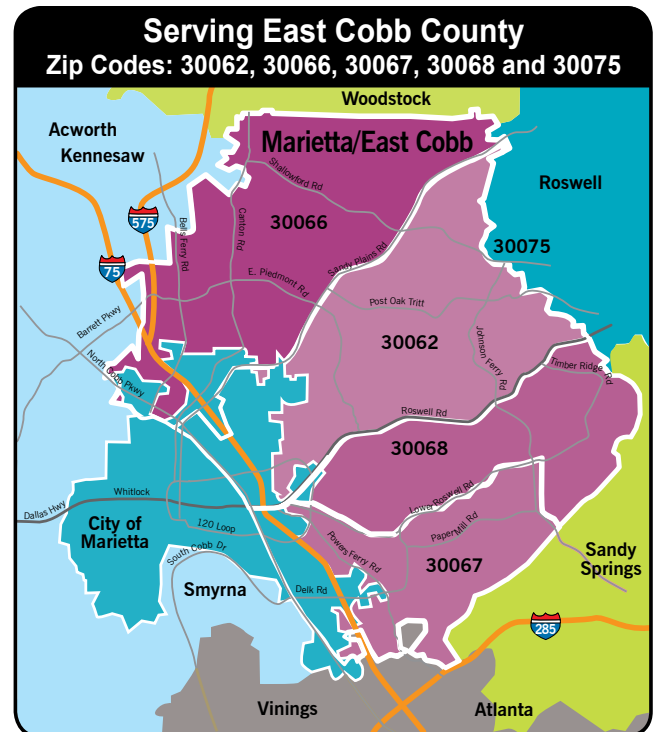 Serving East Cobb County
Zip Codes: 30062, 30066, 30067, 30068 and 30075
Woodstock
Acworth
Kennesaw
Marietta/East Cobb
Roswell
Shallowford Rd
575
Bells Ferry Rd
Canton Rd
30066
30075
Sandy Plains Rd
75
E. Piedmont Rd
Post Oak Tritt
Barrett Pkwy
30062
Johnson Ferry Rd
North Cobb Pkwy
Timber Ridge Rd
Roswell Rd
30068
Lower Roswell Rd
Whitlock
Dallas Hwy
City of
Marietta
120 Loop
Paper Mill Rd
Powers Ferry Rd
South Cobb Dr
30067
Sandy
Springs
Smyrna
Delk Rd
285
Vinings
Atlanta